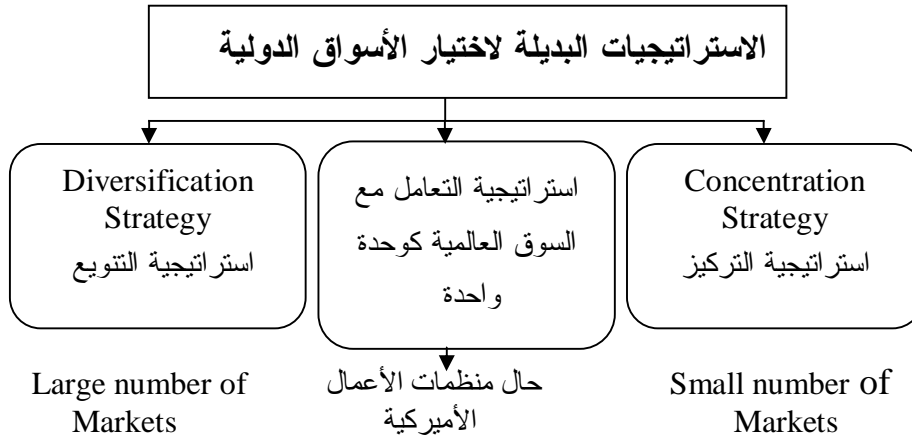 الاستراتيجيات البديلة لاختيار الأسواق الدولية
Concentration
Strategy
استراتيجية التركيز
استراتيجية التعامل مع
السوق العالمية كوحدة
واحدة
Diversification
Strategy
استراتيجية التنويع
Small number of
Markets
حال منظمات الأعمال
الأميركية
Large number of
Markets